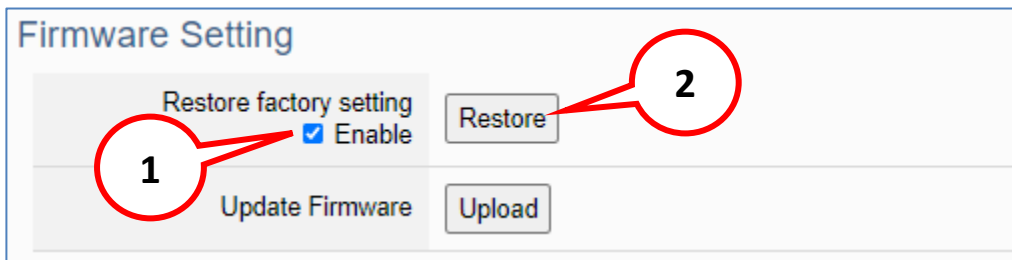 Firmware Setting
Restore factory setting
Enable
Restore
1
2
Update Firmware
Upload